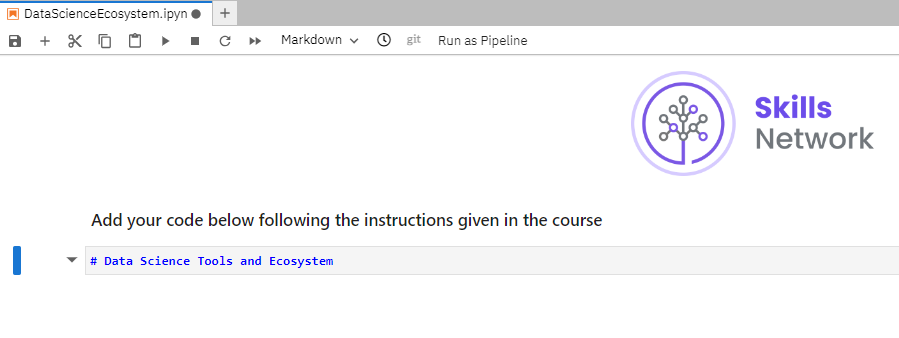 DataScienceEcosystem.ipyn
Markdown
git
Run as Pipeline
Skills
Network
Add your code below following the instructions given in the course
# Data Science Tools and Ecosystem